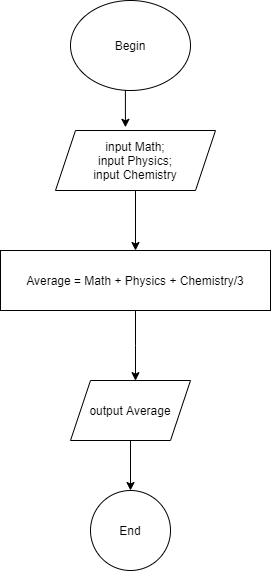 Begin
input Math;
input Physics;
input Chemistry
Average = Math + Physics + Chemistry/3
output Average
End